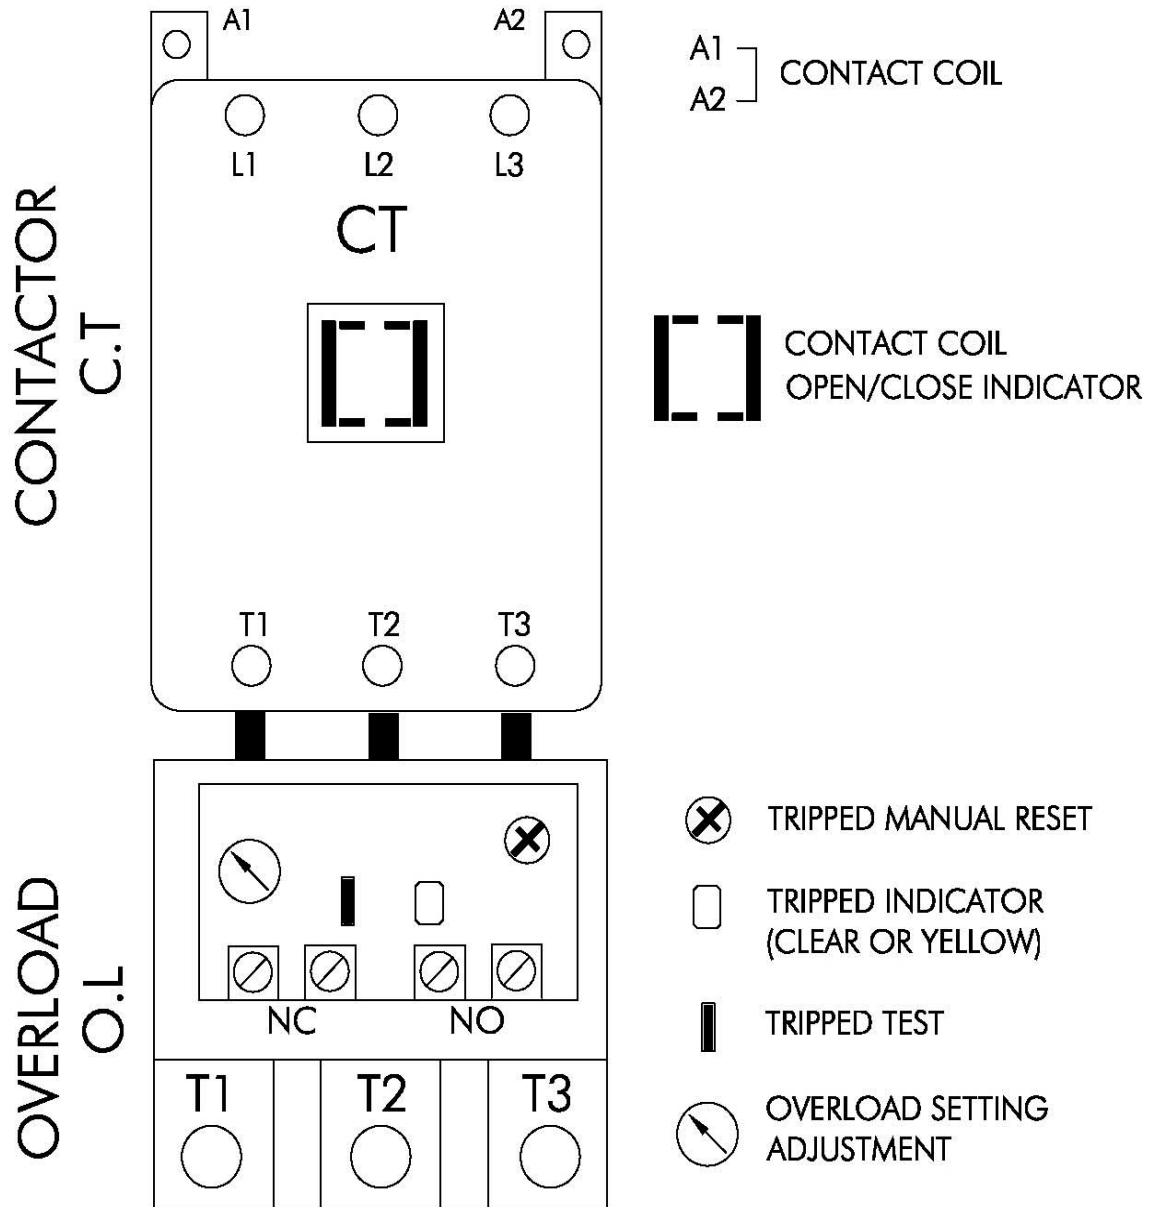 A1
A2
L1
L2
L3
CT
CONTACTOR
C.T
T1
T2
T3
OVERLOAD
O.L
NC
NO
T1
T2
T3
A1
A2
CONTACT COIL
CONTACT COIL
OPEN/CLOSE INDICATOR
TRIPPED MANUAL RESET
TRIPPED INDICATOR
(CLEAR OR YELLOW)
TRIPPED TEST
OVERLOAD SETTING
ADJUSTMENT